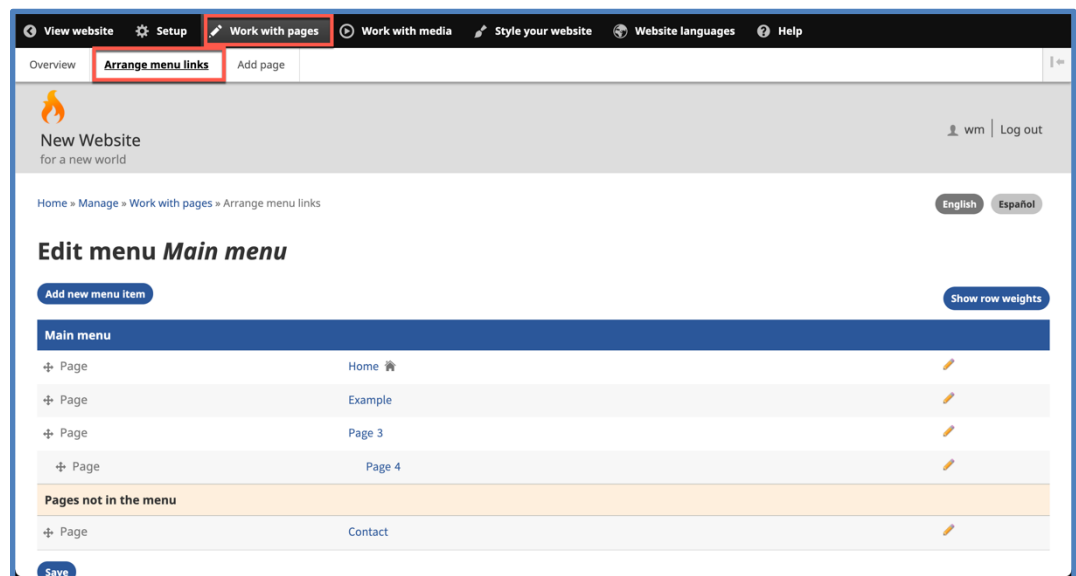 View website Setup Work with pages Work with media Style your website Website languages Help
Overview Arrange menu links Add page
New Website
for a new world
wm Log out
Home » Manage » Work with pages » Arrange menu links
English Español
Edit menu Main menu
Add new menu item
Show row weights
Main menu
Page Home
Page Example
Page Page 3
Page Page 4
Pages not in the menu
Page Contact
Save